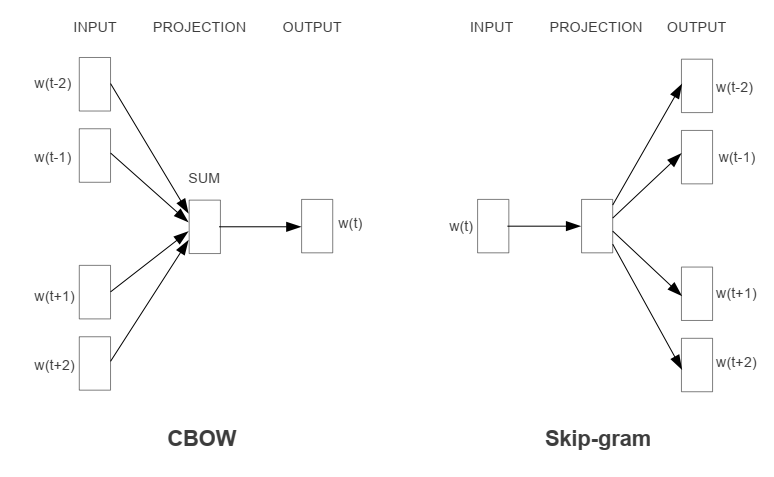 INPUT PROJECTION OUTPUT
w(t-2)
w(t-1)
SUM
w(t)
w(t+1)
w(t+2)
CBOW
INPUT PROJECTION OUTPUT
w(t-2)
w(t-1)
w(t)
w(t+1)
w(t+2)
Skip-gram